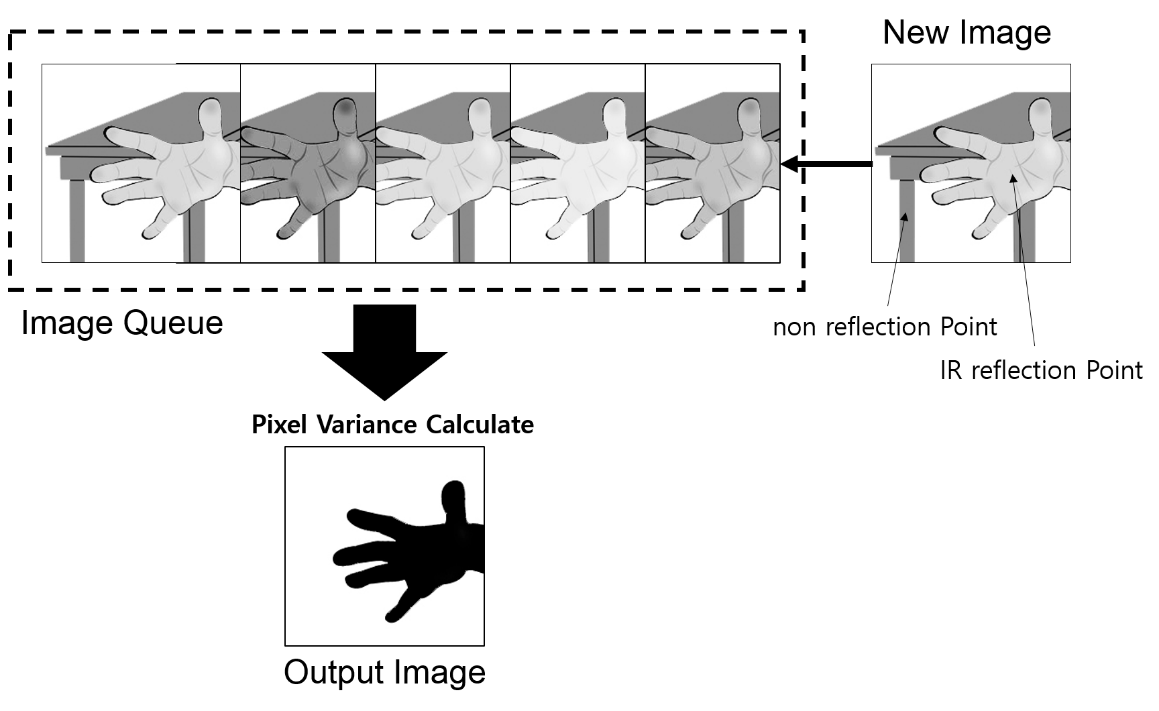 New Image
Image Queue
non reflection Point
IR reflection Point
Pixel Variance Calculate
Output Image